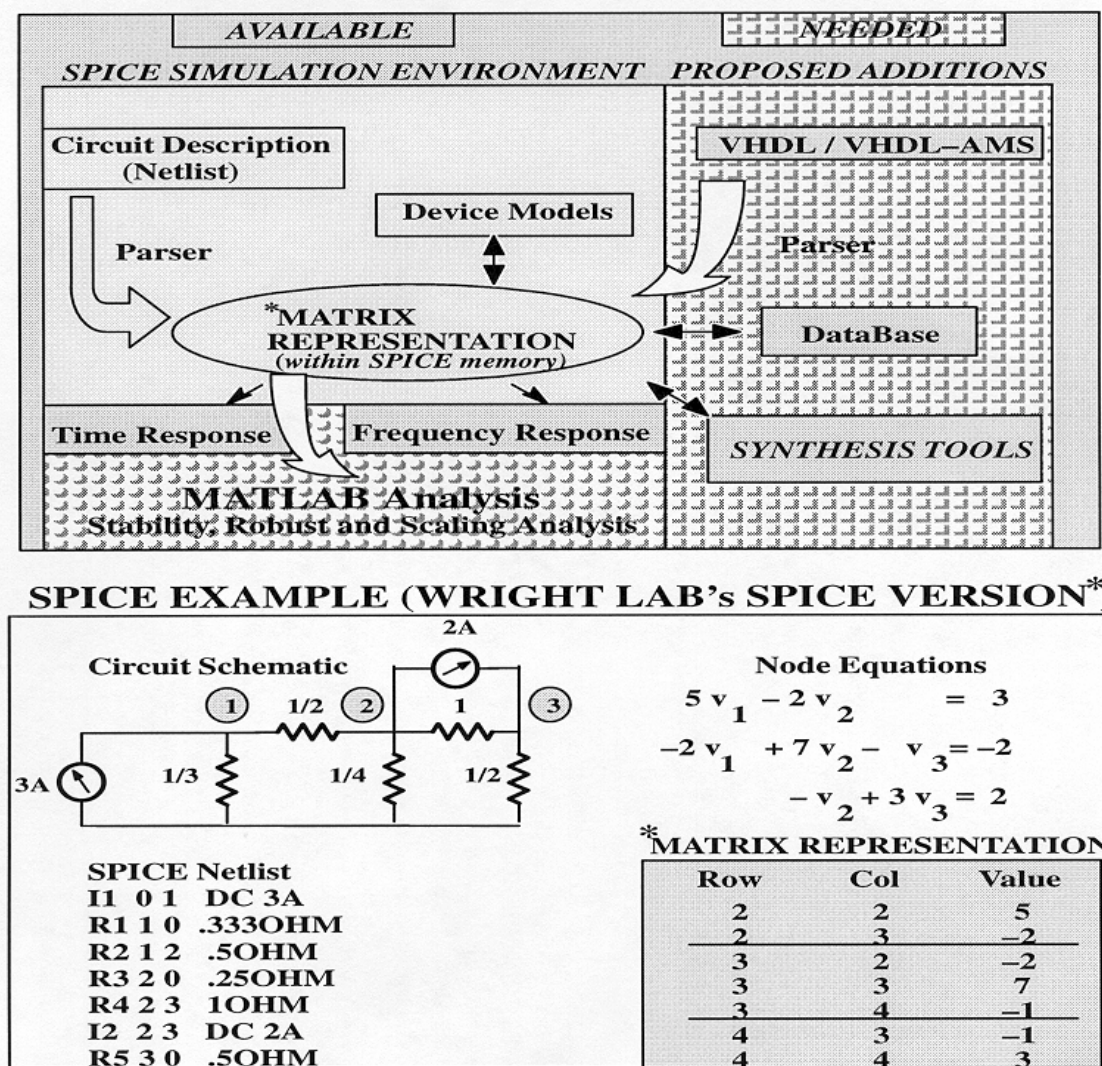 AVAILABLE
NEEDED
SPICE SIMULATION ENVIRONMENT
PROPOSED ADDITIONS
Circuit Description
(Netlist)
VHDL / VHDL–AMS
Device Models
Parser
Parser
*MATRIX
REPRESENTATION
(within SPICE memory)
DataBase
Time Response
Frequency Response
SYNTHESIS TOOLS
MATLAB Analysis
Stability, Robust and Scaling Analysis
SPICE EXAMPLE (WRIGHT LAB's SPICE VERSION*
Circuit Schematic
2A
1
1/2
2
1
3
3A
1/3
1/4
1/2
SPICE Netlist
I1 0 1 DC 3A
R1 1 0 .333OHM
R2 1 2 .5OHM
R3 2 0 .25OHM
R4 2 3 1OHM
I2 2 3 DC 2A
R5 3 0 .5OHM
Node Equations
5 v1 – 2 v2 = 3
–2 v1 + 7 v2 – v3 = –2
– v2 + 3 v3 = 2
*MATRIX REPRESENTATION
Row Col Value
2 2 5
2 3 –2
3 2 –2
3 3 7
3 4 –1
4 3 –1
4 4 3